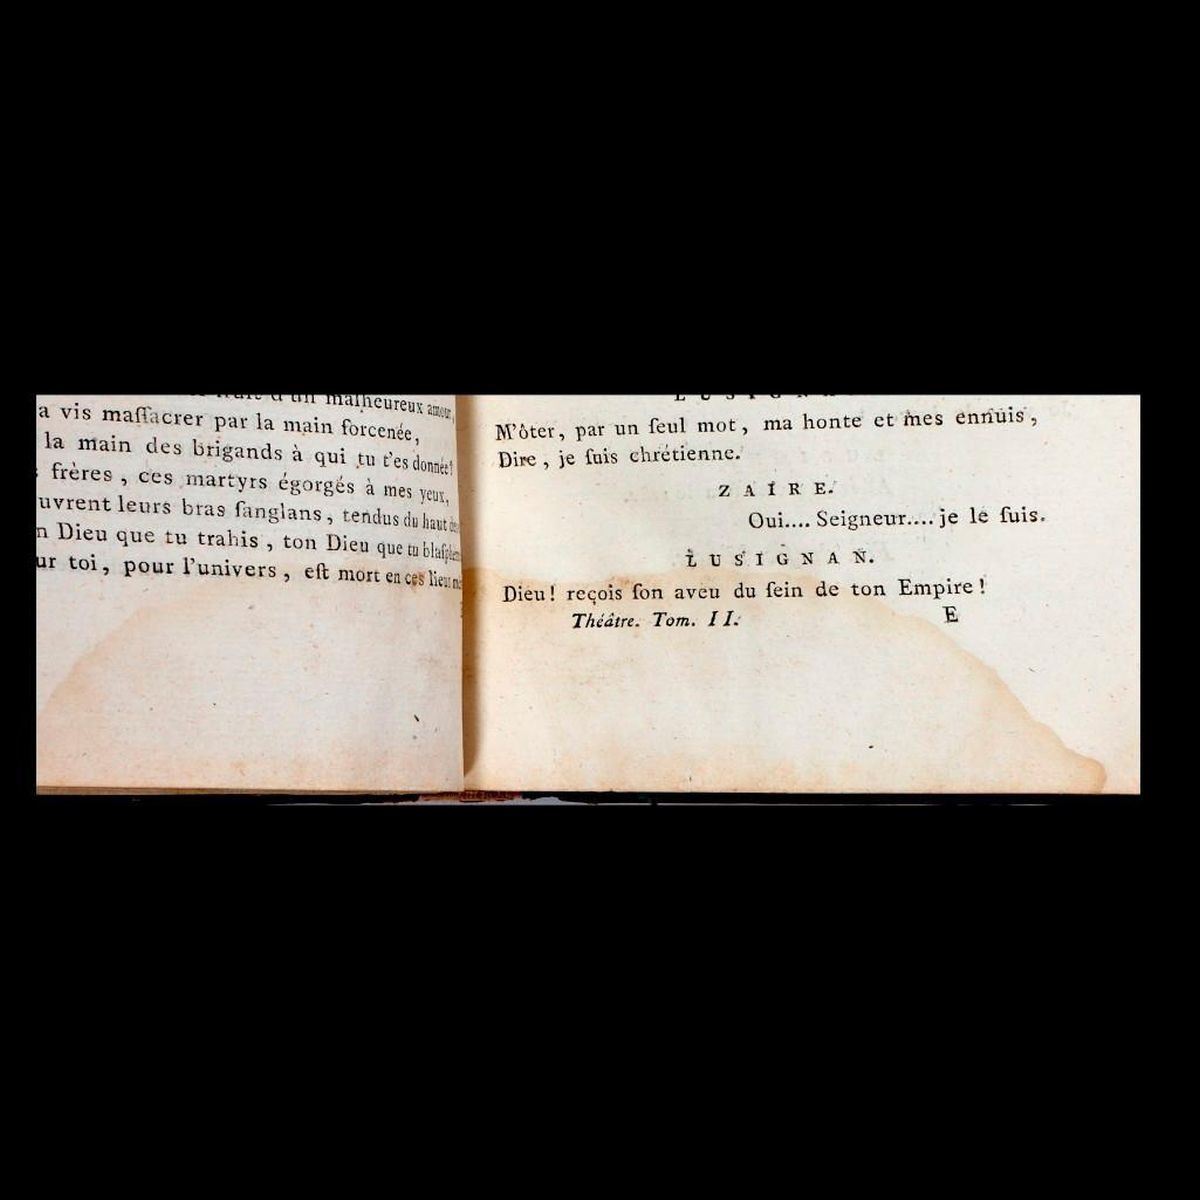 d'un malheureux amour,
a vis maſſacrer par la main forcenée,
la main des brigands à qui tu t'es donnée!
frères, ces martyrs égorgés à mes yeux,
uvrent leurs bras ſanglans, tendus du haut
n Dieu que tu trahis, ton Dieu que tu
ur toi, pour l'univers, eſt mort en ces lieux
LUSIGNAN
M'ôter, par un ſeul mot, ma honte et mes ennuis,
Dire, je ſuis chrétienne.
ZAÏRE.
Oui.... Seigneur.... je le ſuis.
LUSIGNAN.
Dieu! reçois ſon aveu du ſein de ton Empire!
Théâtre. Tom. II.
E